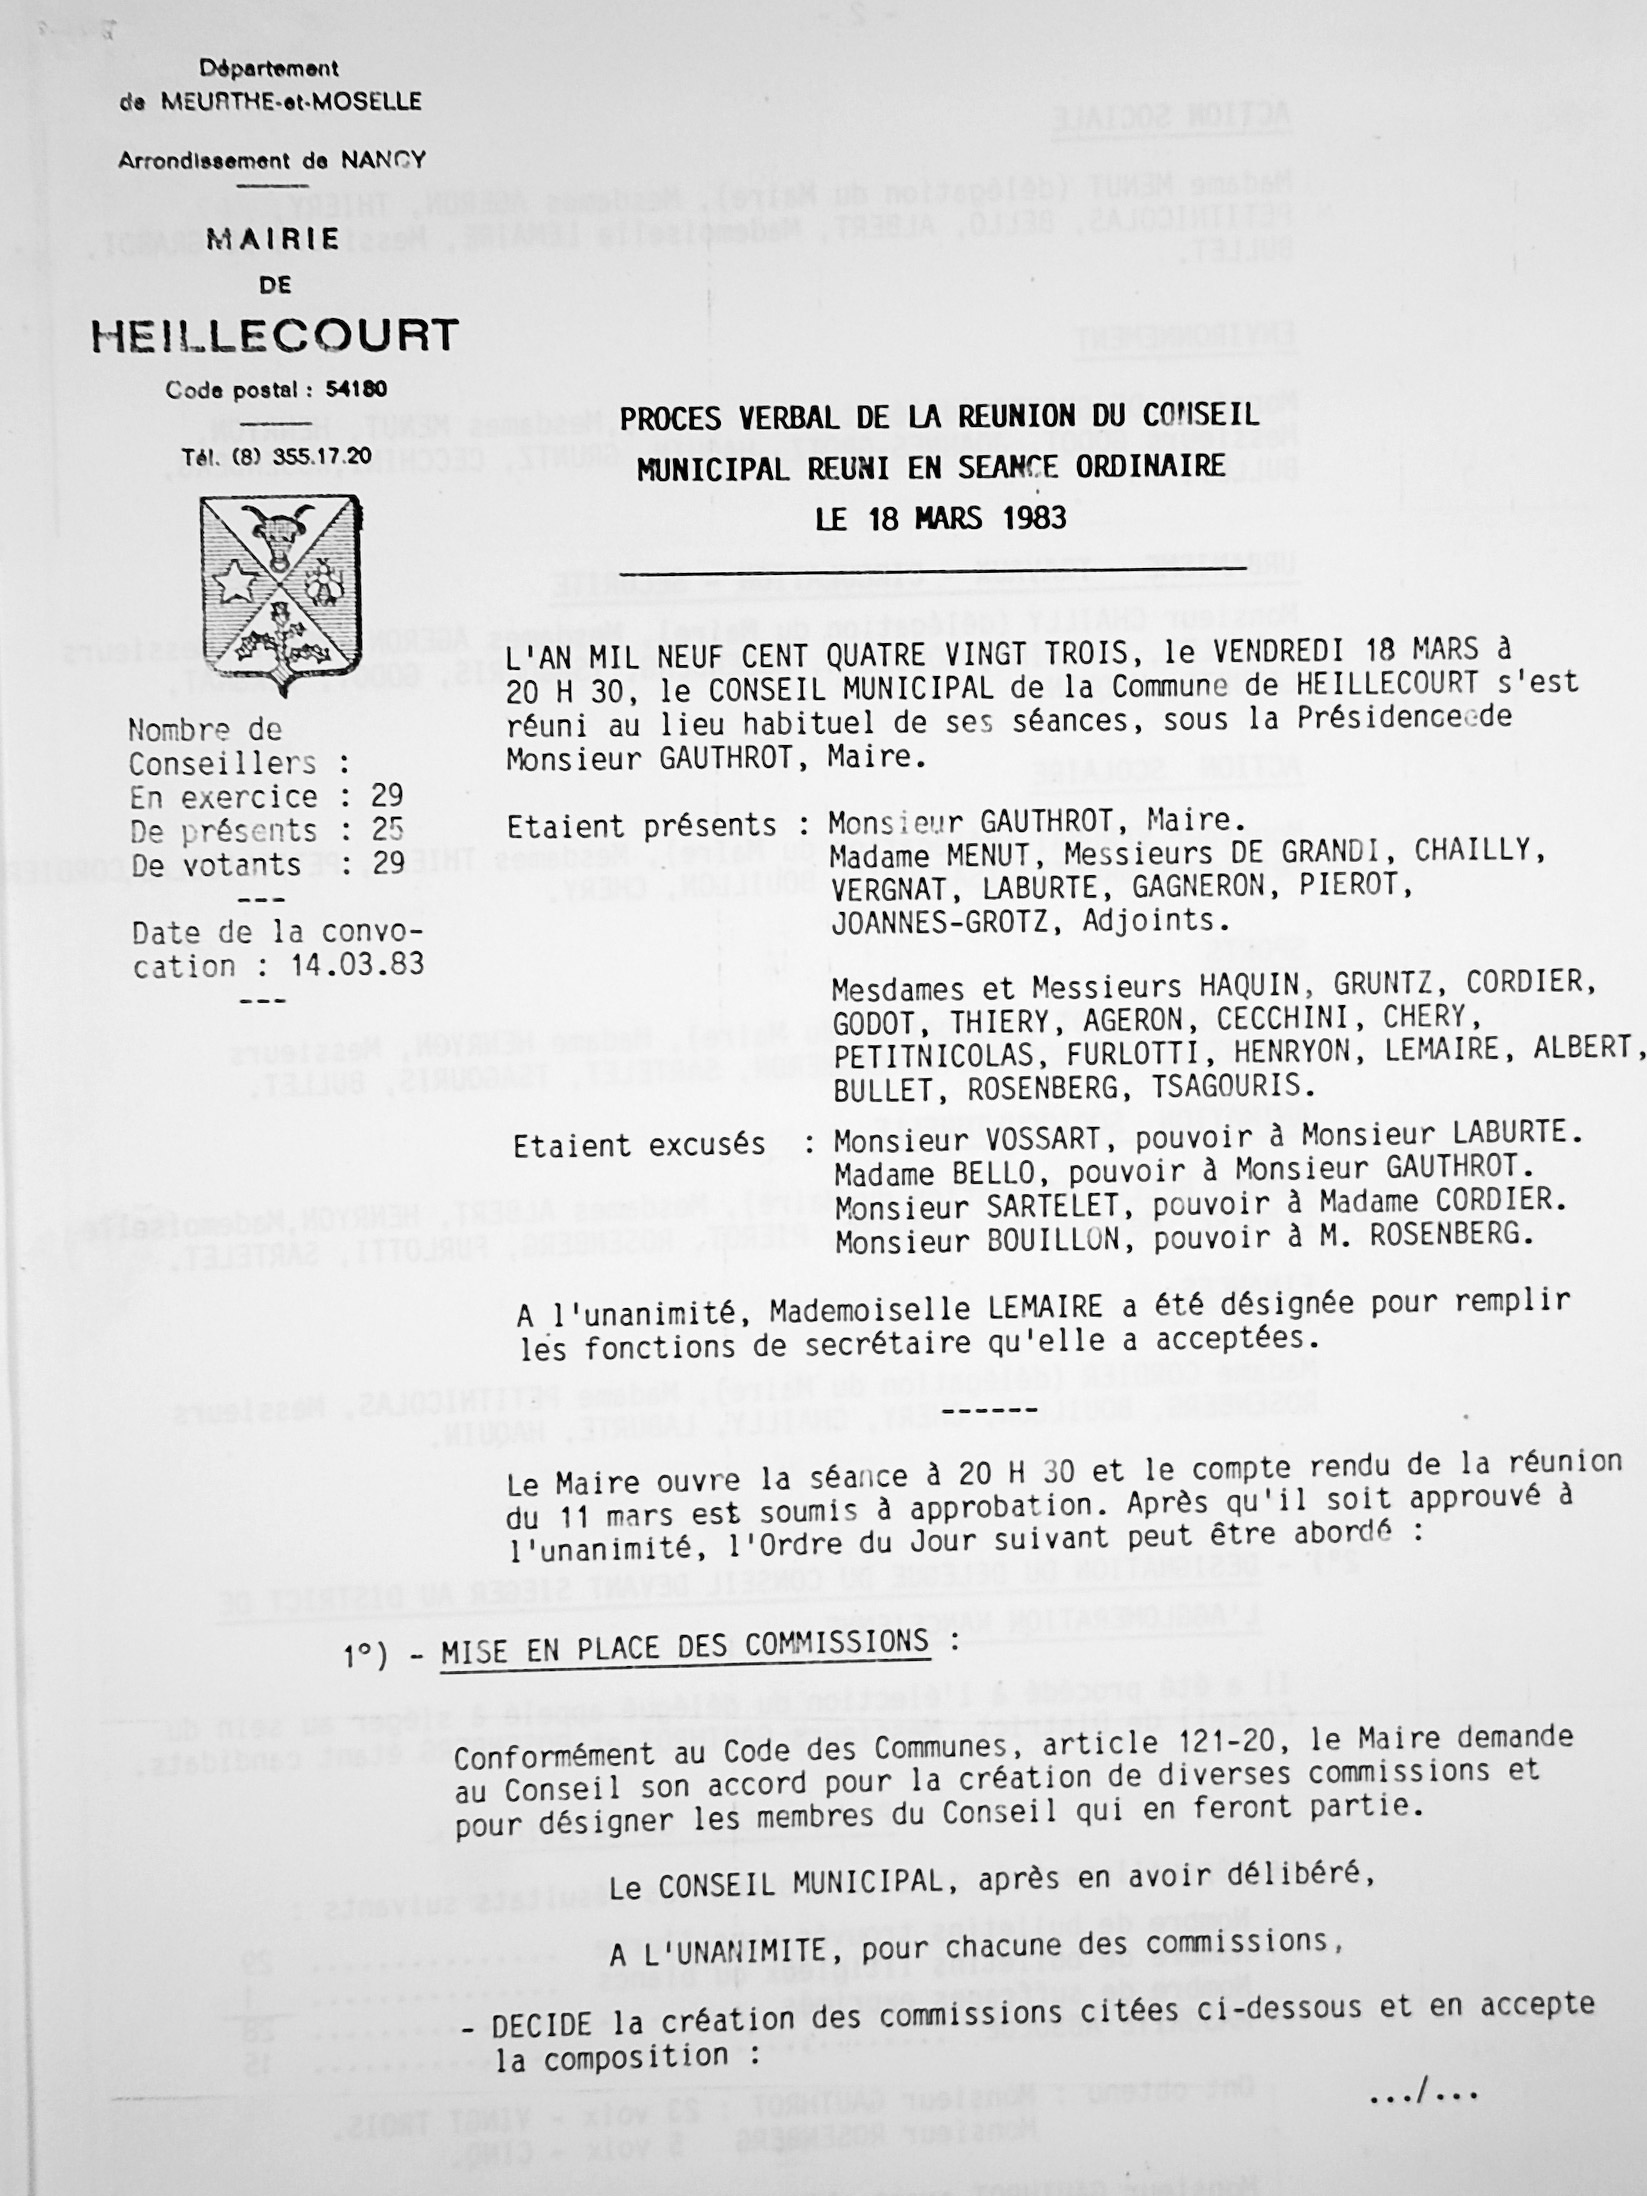 Département
de MEURTHE-et-MOSELLE
Arrondissement de NANCY
MAIRIE
DE
HEILLECOURT
Code postal : 54180
Tél. (8) 355.17.20
PROCES VERBAL DE LA REUNION DU CONSEIL
MUNICIPAL REUNI EN SEANCE ORDINAIRE
LE 18 MARS 1983
Nombre de
Conseillers :
En exercice : 29
De présents : 25
De votants : 29
---
Date de la convo-
cation : 14.03.83
---
L'AN MIL NEUF CENT QUATRE VINGT TROIS, le VENDREDI 18 MARS à
20 H 30, le CONSEIL MUNICIPAL de la Commune de HEILLECOURT s'est
réuni au lieu habituel de ses séances, sous la Présidenceede
Monsieur GAUTHROT, Maire.
Etaient présents : Monsieur GAUTHROT, Maire.
Madame MENUT, Messieurs DE GRANDI, CHAILLY,
VERGNAT, LABURTE, GAGNERON, PIEROT,
JOANNES-GROTZ, Adjoints.
Mesdames et Messieurs HAQUIN, GRUNTZ, CORDIER,
GODOT, THIERY, AGERON, CECCHINI, CHERY,
PETITNICOLAS, FURLOTTI, HENRYON, LEMAIRE, ALBERT,
BULLET, ROSENBERG, TSAGOURIS.
Etaient excusés : Monsieur VOSSART, pouvoir à Monsieur LABURTE.
Madame BELLO, pouvoir à Monsieur GAUTHROT.
Monsieur SARTELET, pouvoir à Madame CORDIER.
Monsieur BOUILLON, pouvoir à M. ROSENBERG.
A l'unanimité, Mademoiselle LEMAIRE a été désignée pour remplir
les fonctions de secrétaire qu'elle a acceptées.
------
Le Maire ouvre la séance à 20 H 30 et le compte rendu de la réunion
du 11 mars est soumis à approbation. Après qu'il soit approuvé à
l'unanimité, l'Ordre du Jour suivant peut être abordé :
1°) - MISE EN PLACE DES COMMISSIONS :
Conformément au Code des Communes, article 121-20, le Maire demande
au Conseil son accord pour la création de diverses commissions et
pour désigner les membres du Conseil qui en feront partie.
Le CONSEIL MUNICIPAL, après en avoir délibéré,
A L'UNANIMITE, pour chacune des commissions,
- DECIDE la création des commissions citées ci-dessous et en accepte
la composition :
.../...